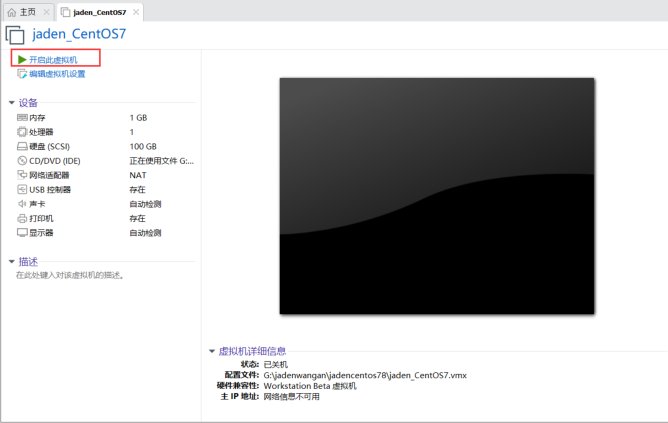 主页
jaden_CentOS7
jaden_CentOS7
开启此虚拟机
编辑虚拟机设置
设备
内存 1 GB
处理器 1
硬盘 (SCSI) 100 GB
CD/DVD (IDE) 正在使用文件 G:...
网络适配器 NAT
USB 控制器 存在
声卡 自动检测
打印机 存在
显示器 自动检测
描述
在此处键入对该虚拟机的描述。
虚拟机详细信息
状态: 已关机
配置文件: G:\jadenwangan\jadencentos78\jaden_CentOS7.vmx
硬件兼容性: Workstation Beta 虚拟机
主 IP 地址: 网络信息不可用